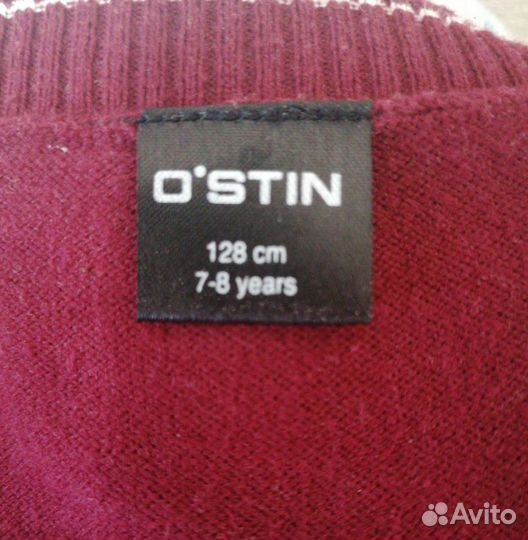 O'STIN
128 cm
7-8 years
Avito